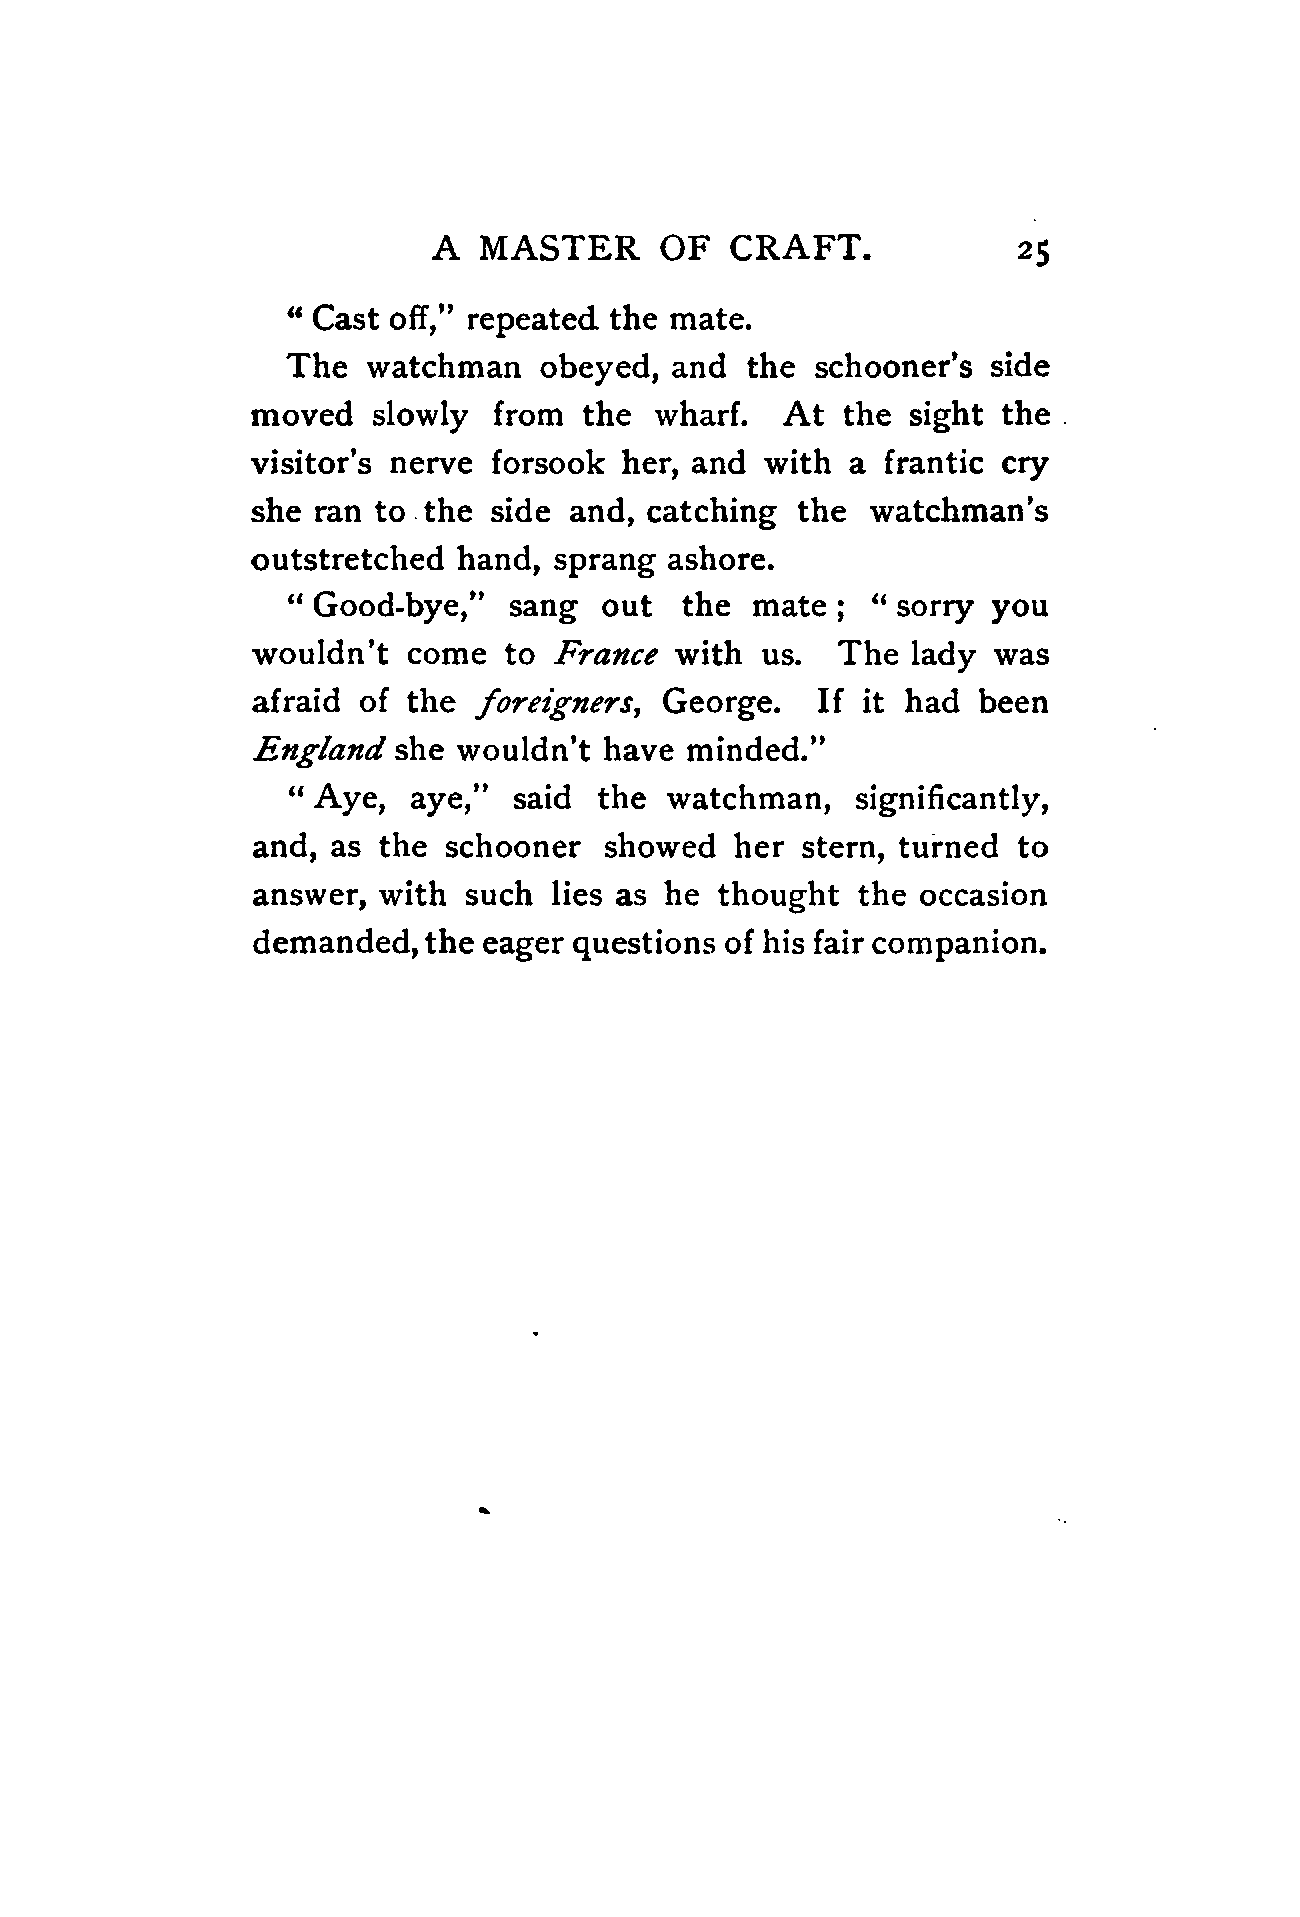 A MASTER OF CRAFT. 25
“ Cast off,” repeated the mate.
The watchman obeyed, and the schooner's side
moved slowly from the wharf. At the sight the
visitor's nerve forsook her, and with a frantic cry
she ran to the side and, catching the watchman's
outstretched hand, sprang ashore.
“ Good-bye,” sang out the mate ; “ sorry you
wouldn't come to France with us. The lady was
afraid of the foreigners, George. If it had been
England she wouldn't have minded.”
“ Aye, aye,” said the watchman, significantly,
and, as the schooner showed her stern, turned to
answer, with such lies as he thought the occasion
demanded, the eager questions of his fair companion.